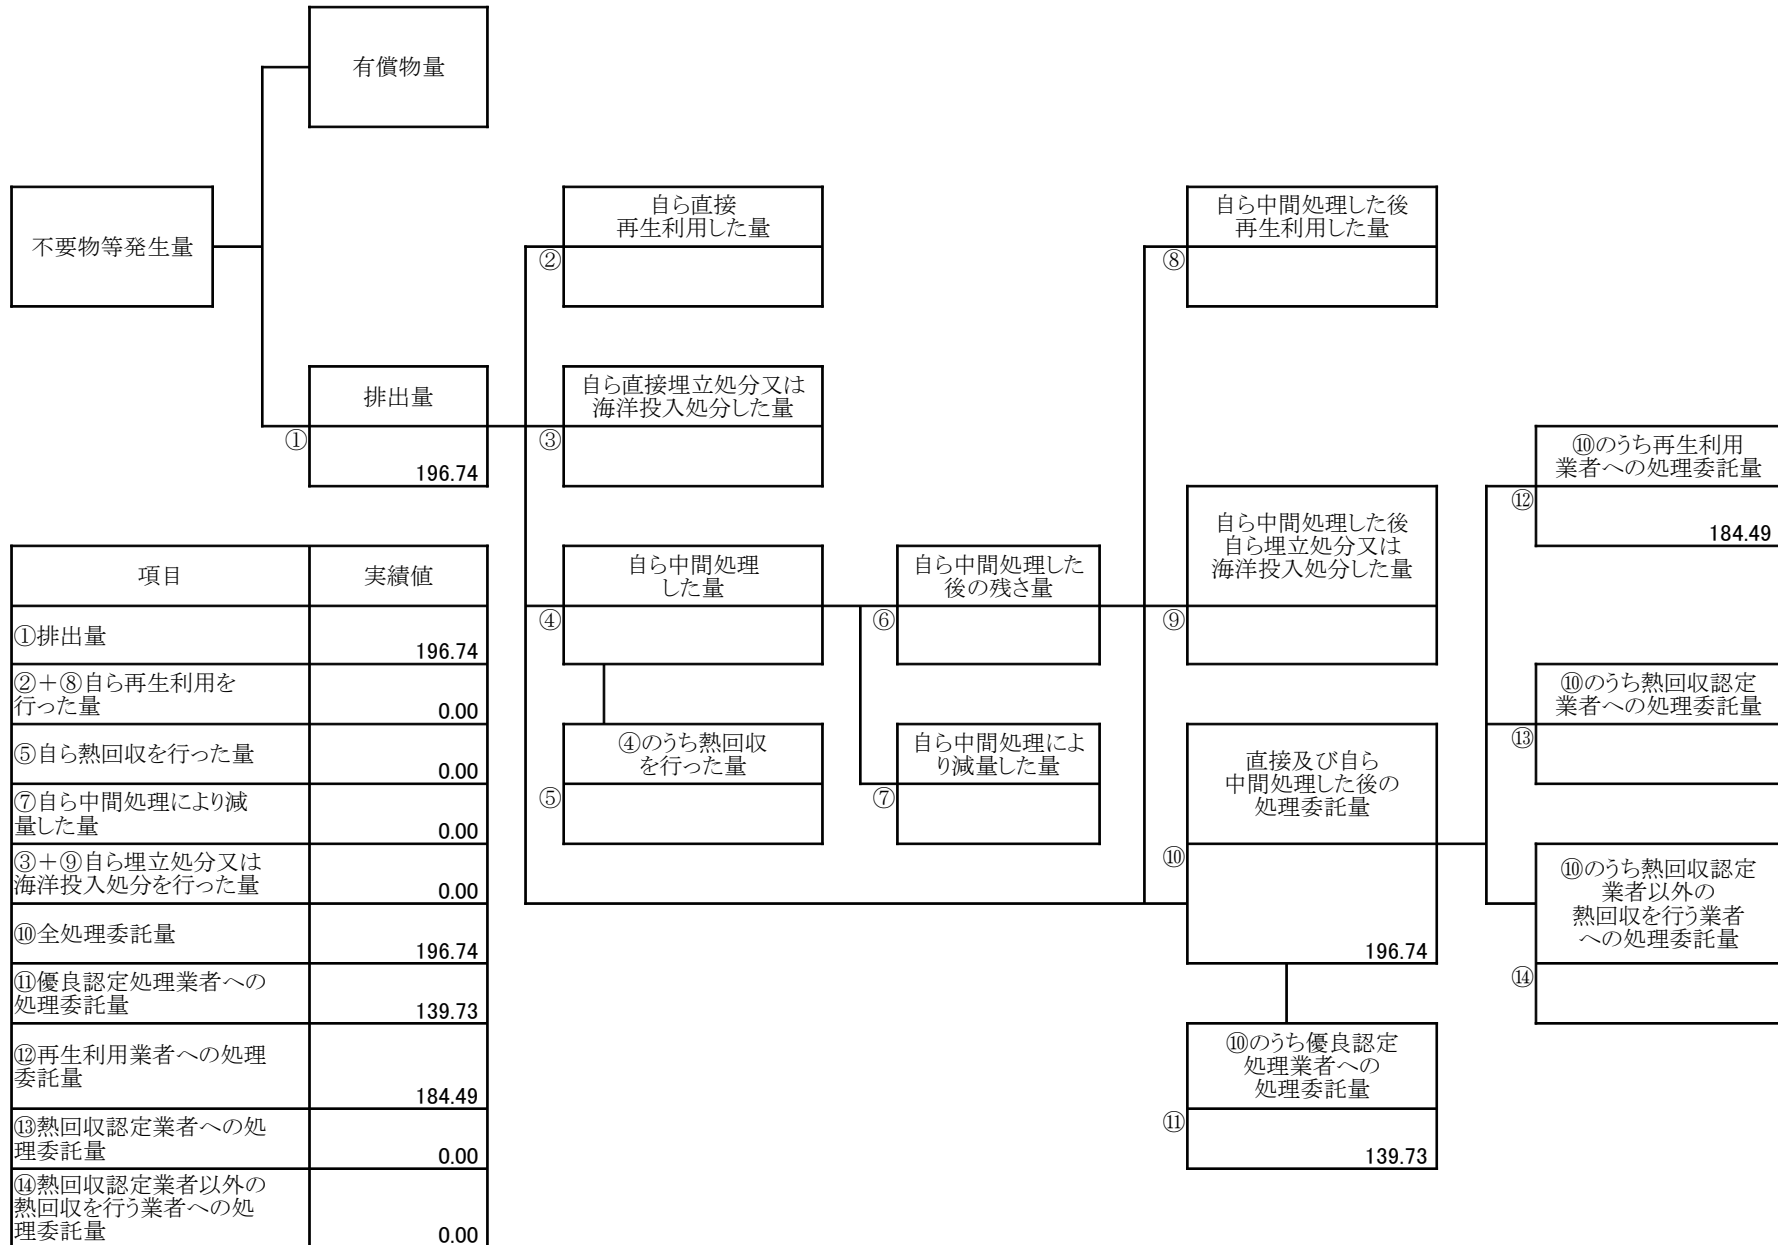 有償物量
不要物等発生量
自ら直接
再生利用した量
②
自ら中間処理した後
再生利用した量
⑧
排出量
①
196.74
自ら直接埋立処分又は
海洋投入処分した量
③
⑩のうち再生利用
業者への処理委託量
⑫
184.49
自ら中間処理
した量
④
自ら中間処理した
後の残さ量
⑥
自ら中間処理した後
自ら埋立処分又は
海洋投入処分した量
⑨
⑩のうち熱回収認定
業者への処理委託量
⑬
④のうち熱回収
を行った量
⑤
自ら中間処理によ
り減量した量
⑦
直接及び自ら
中間処理した後の
処理委託量
⑩
196.74
⑩のうち熱回収認定
業者以外の
熱回収を行う業者
への処理委託量
⑭
⑩のうち優良認定
処理業者への
処理委託量
⑪
139.73
項目 実績値
①排出量
196.74
②＋⑧自ら再生利用を
行った量
0.00
⑤自ら熱回収を行った量
0.00
⑦自ら中間処理により減
量した量
0.00
③＋⑨自ら埋立処分又は
海洋投入処分を行った量
0.00
⑩全処理委託量
196.74
⑪優良認定処理業者への
処理委託量
139.73
⑫再生利用業者への処理
委託量
184.49
⑬熱回収認定業者への処
理委託量
0.00
⑭熱回収認定業者以外の
熱回収を行う業者への処
理委託量
0.00